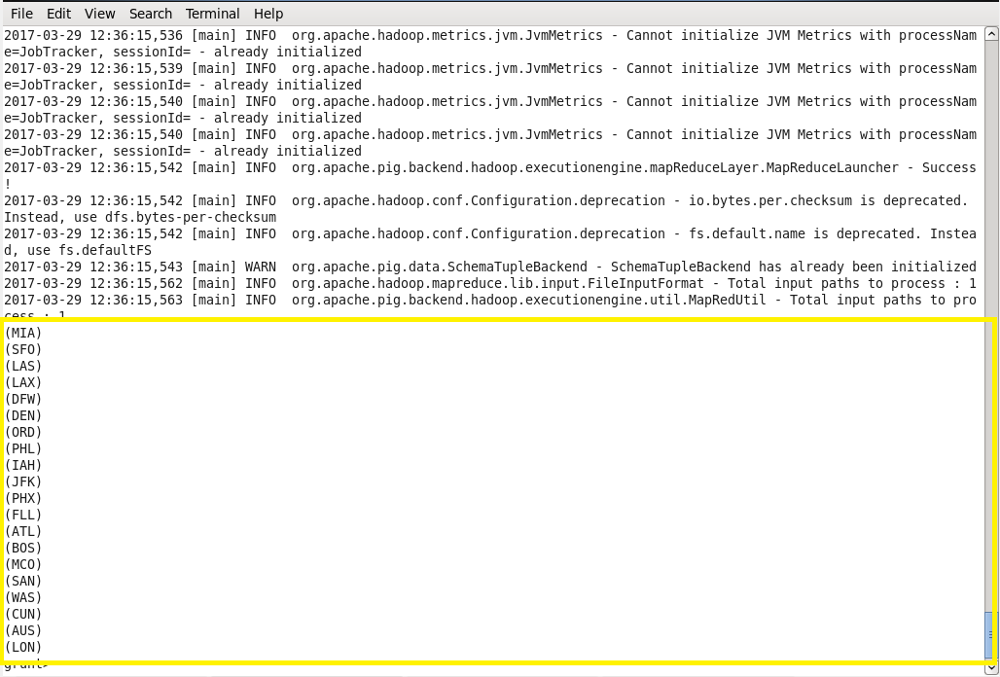 File Edit View Search Terminal Help
2017-03-29 12:36:15,536 [main] INFO  org.apache.hadoop.metrics.jvm.JvmMetrics - Cannot initialize JVM Metrics with processNam
e=JobTracker, sessionId= - already initialized
2017-03-29 12:36:15,539 [main] INFO  org.apache.hadoop.metrics.jvm.JvmMetrics - Cannot initialize JVM Metrics with processNam
e=JobTracker, sessionId= - already initialized
2017-03-29 12:36:15,540 [main] INFO  org.apache.hadoop.metrics.jvm.JvmMetrics - Cannot initialize JVM Metrics with processNam
e=JobTracker, sessionId= - already initialized
2017-03-29 12:36:15,540 [main] INFO  org.apache.hadoop.metrics.jvm.JvmMetrics - Cannot initialize JVM Metrics with processNam
e=JobTracker, sessionId= - already initialized
2017-03-29 12:36:15,542 [main] INFO  org.apache.pig.backend.hadoop.executionengine.mapReduceLayer.MapReduceLauncher - Success
!
2017-03-29 12:36:15,542 [main] INFO  org.apache.hadoop.conf.Configuration.deprecation - io.bytes.per.checksum is deprecated.
Instead, use dfs.bytes-per-checksum
2017-03-29 12:36:15,542 [main] INFO  org.apache.hadoop.conf.Configuration.deprecation - fs.default.name is deprecated. Instea
d, use fs.defaultFS
2017-03-29 12:36:15,543 [main] WARN  org.apache.pig.data.SchemaTupleBackend - SchemaTupleBackend has already been initialized
2017-03-29 12:36:15,562 [main] INFO  org.apache.hadoop.mapreduce.lib.input.FileInputFormat - Total input paths to process : 1
2017-03-29 12:36:15,563 [main] INFO  org.apache.pig.backend.hadoop.executionengine.util.MapRedUtil - Total input paths to pro
cess : 1
(MIA)
(SFO)
(LAS)
(LAX)
(DFW)
(DEN)
(ORD)
(PHL)
(IAH)
(JFK)
(PHX)
(FLL)
(ATL)
(BOS)
(MCO)
(SAN)
(WAS)
(CUN)
(AUS)
(LON)
grunt>